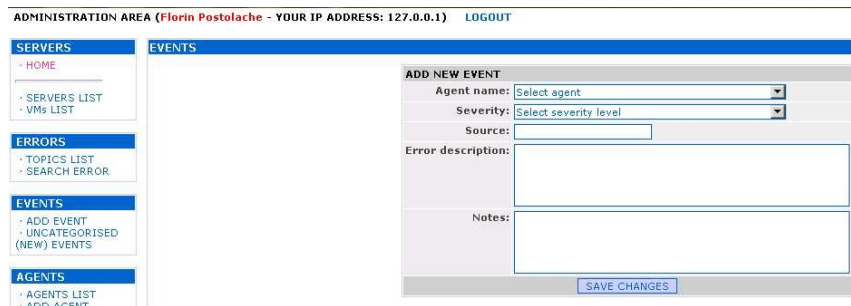 ADMINISTRATION AREA (Florin Postolache - YOUR IP ADDRESS: 127.0.0.1) LOGOUT
SERVERS
· HOME
· SERVERS LIST
· VMs LIST
ERRORS
· TOPICS LIST
· SEARCH ERROR
EVENTS
· ADD EVENT
· UNCATEGORISED
(NEW) EVENTS
AGENTS
· AGENTS LIST
· ADD AGENT
EVENTS
ADD NEW EVENT
Agent name: Select agent
Severity: Select severity level
Source:
Error description:
Notes:
SAVE CHANGES